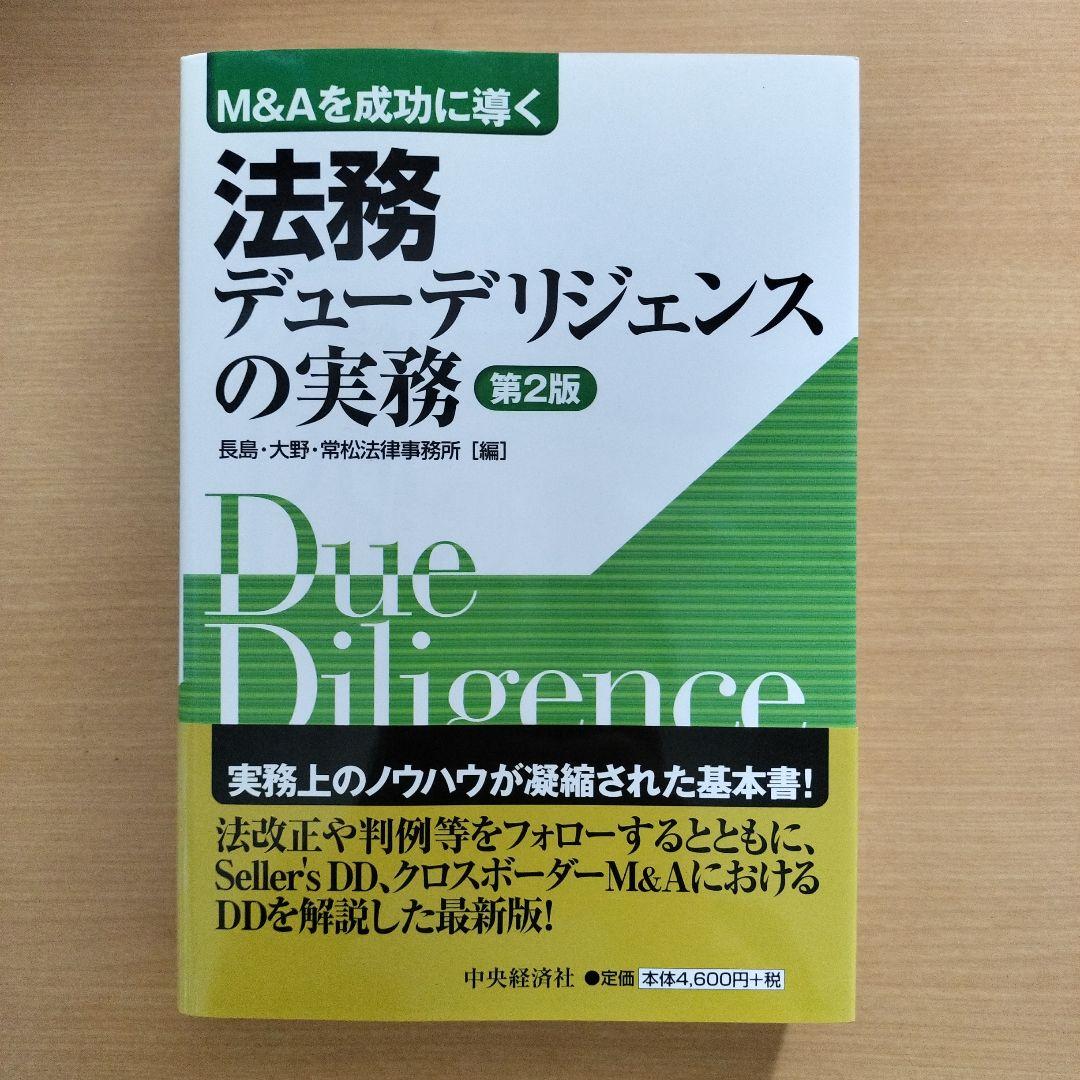 M&Aを成功に導く
法務
デューデリジェンス
の実務 第2版
長島・大野・常松法律事務所[編]
Due
Diligence
実務上のノウハウが凝縮された基本書!
法改正や判例等をフォローするとともに、
Seller's DD、クロスボーダーM&Aにおける
DDを解説した最新版!
中央経済社 ●定価 本体4,600円+税